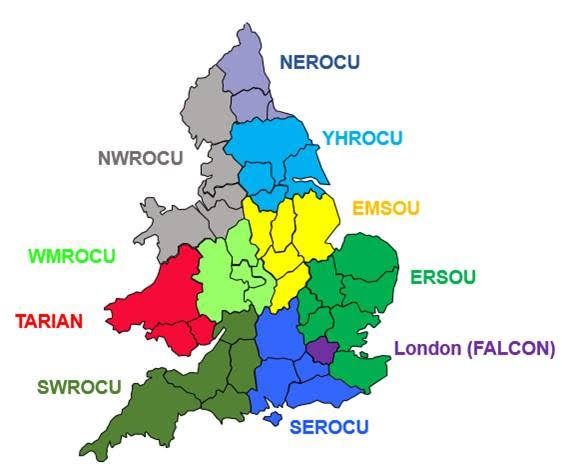 NEROCU
YHROCU
NWROCU
EMSOU
WMROCU
ERSOU
TARIAN
London (FALCON)
SWROCU
SEROCU